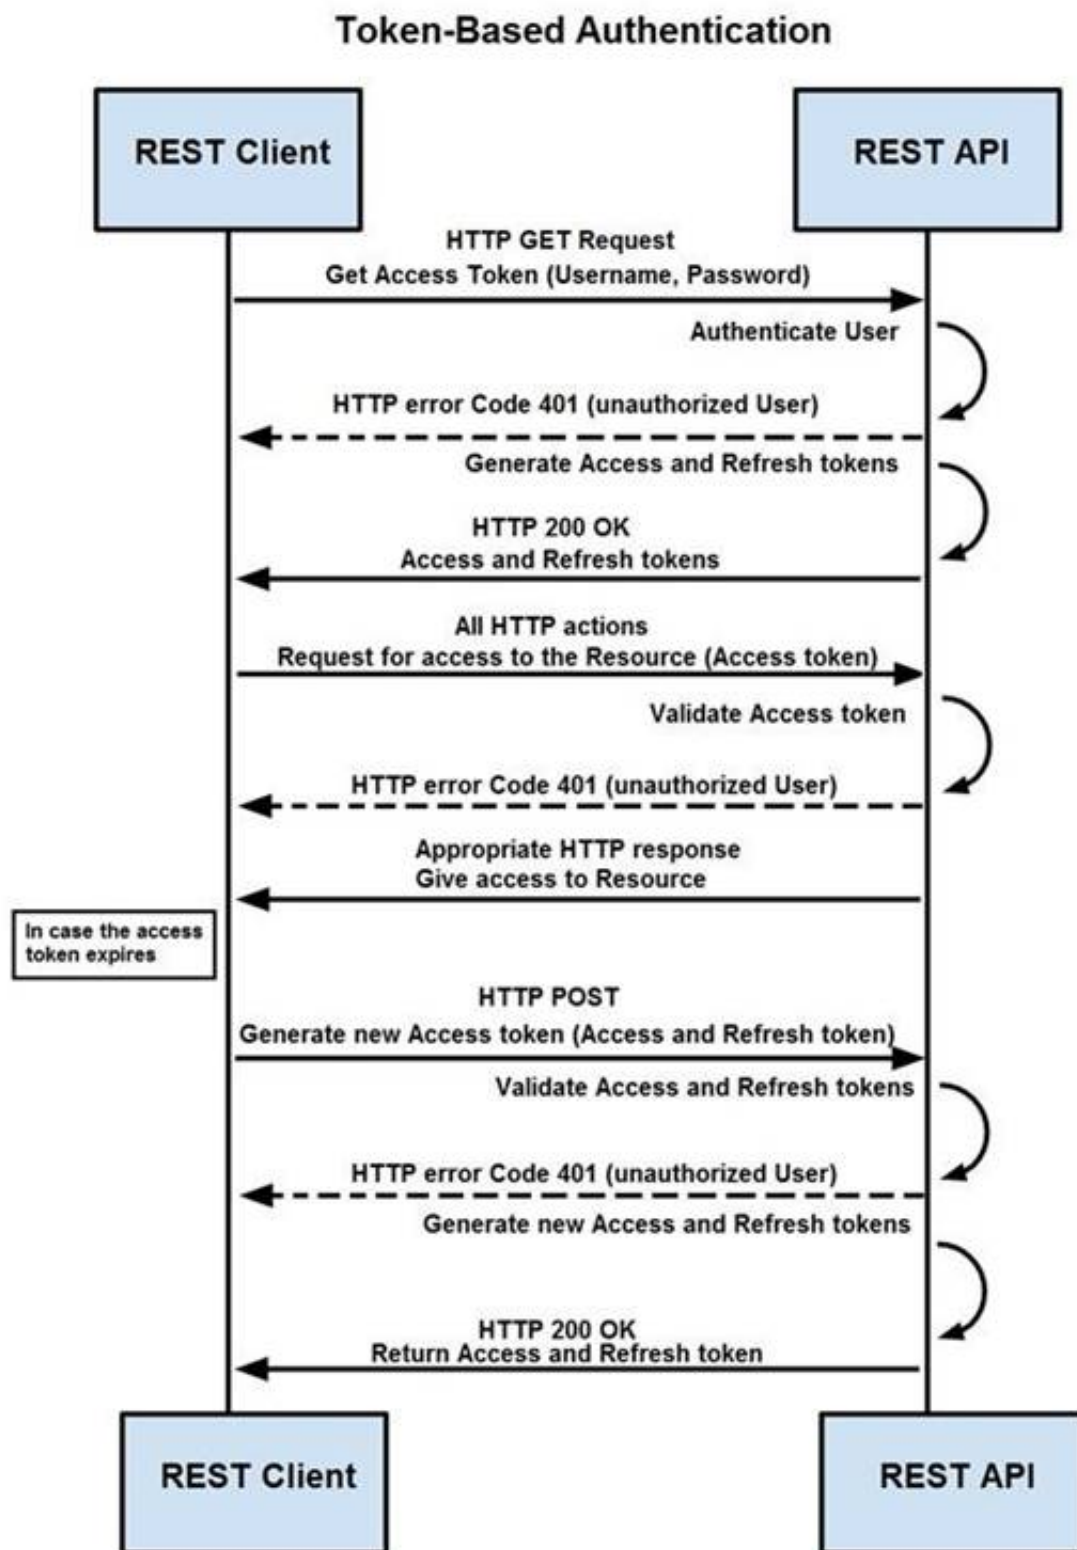 Token-Based Authentication
REST Client
REST API
HTTP GET Request
Get Access Token (Username, Password)
Authenticate User
HTTP error Code 401 (unauthorized User)
Generate Access and Refresh tokens
HTTP 200 OK
Access and Refresh tokens
All HTTP actions
Request for access to the Resource (Access token)
Validate Access token
HTTP error Code 401 (unauthorized User)
Appropriate HTTP response
Give access to Resource
In case the access
token expires
HTTP POST
Generate new Access token (Access and Refresh token)
Validate Access and Refresh tokens
HTTP error Code 401 (unauthorized User)
Generate new Access and Refresh tokens
HTTP 200 OK
Return Access and Refresh token
REST Client
REST API